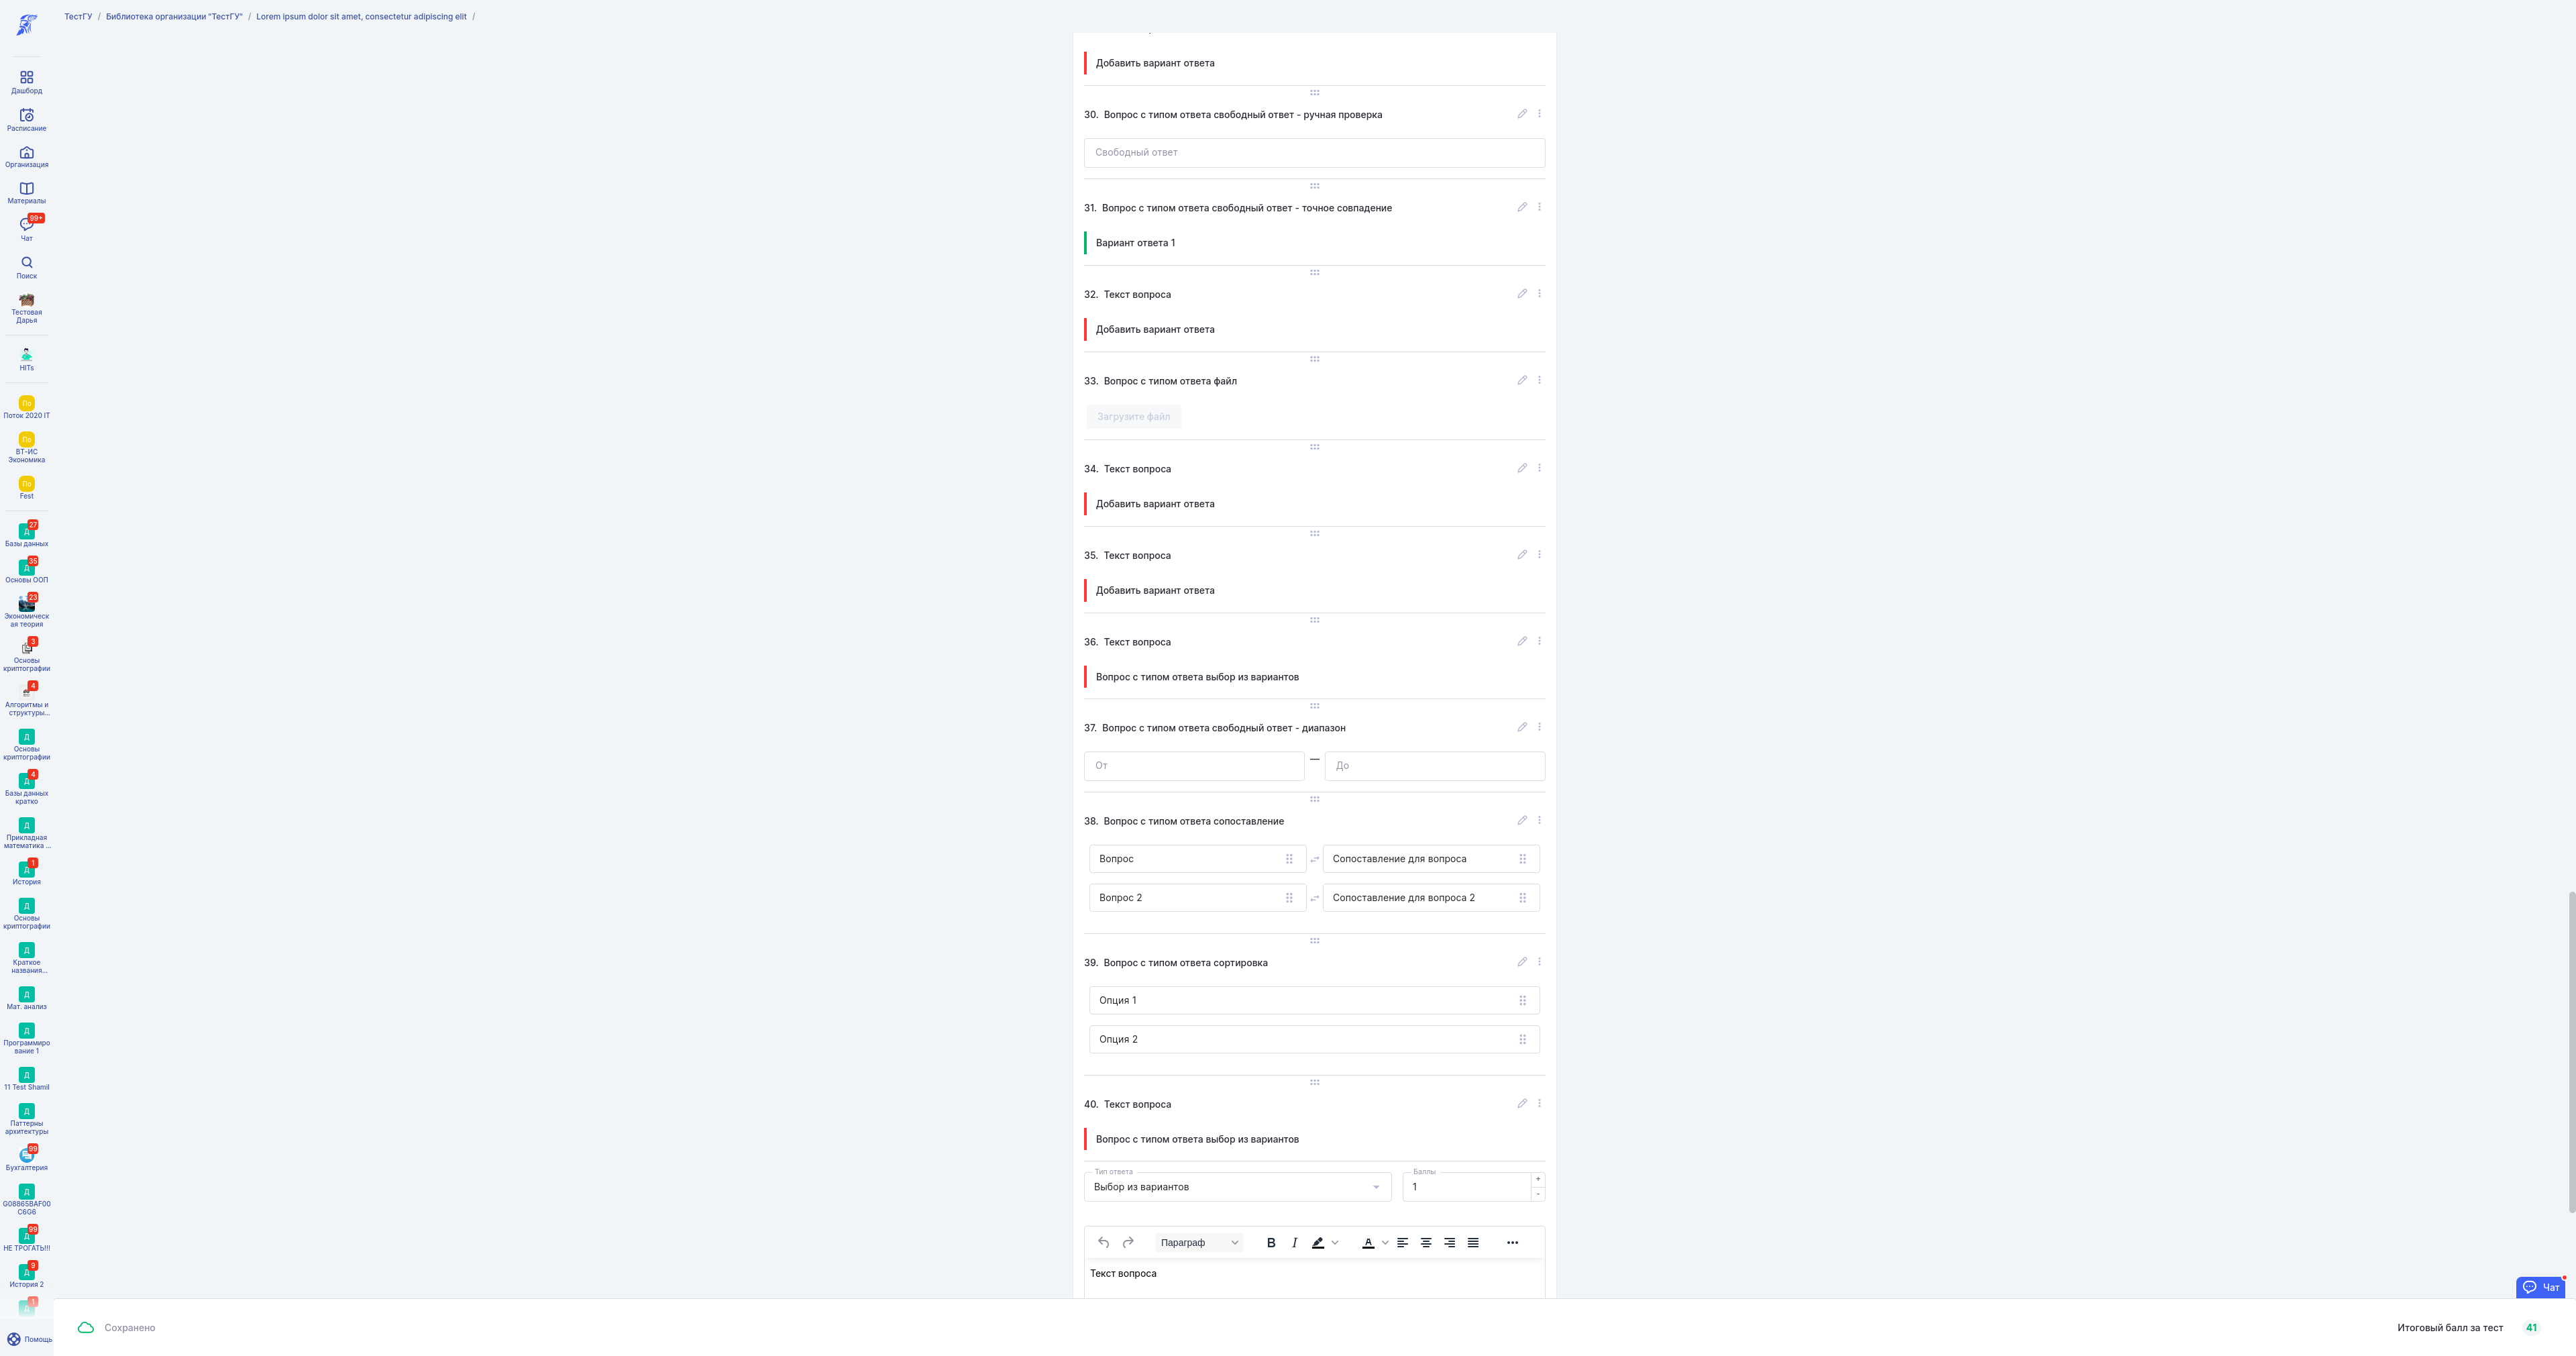 ТестГУ / Библиотека организации "ТестГУ" / Lorem ipsum dolor sit amet, consectetur adipiscing elit /
Дашборд
Расписание
Организация
Материалы
99+
Чат
Поиск
Тестовая
Дарья
HITs
По
Поток 2020 IT
По
ВТ-ИС
Экономика
По
Fest
27
Д
Базы данных
35
Д
Основы ООП
23
Экономическ
ая теория
3
Основы
криптографии
4
Алгоритмы и
структуры...
Д
Основы
криптографии
4
Д
Базы данных
кратко
Д
Прикладная
математика ...
1
Д
История
Д
Основы
криптографии
Д
Краткое
названия...
Д
Мат. анализ
Д
Программиро
вание 1
Д
11 Test Shamil
Д
Паттерны
архитектуры
99
Бухгалтерия
Д
G08865BAF00
C6G6
99
Д
НЕ ТРОГАТЬ!!!
9
Д
История 2
1
Д
Помощь
Добавить вариант ответа
30. Вопрос с типом ответа свободный ответ - ручная проверка
Свободный ответ
31. Вопрос с типом ответа свободный ответ - точное совпадение
Вариант ответа 1
32. Текст вопроса
Добавить вариант ответа
33. Вопрос с типом ответа файл
Загрузите файл
34. Текст вопроса
Добавить вариант ответа
35. Текст вопроса
Добавить вариант ответа
36. Текст вопроса
Вопрос с типом ответа выбор из вариантов
37. Вопрос с типом ответа свободный ответ - диапазон
От — До
38. Вопрос с типом ответа сопоставление
Вопрос Сопоставление для вопроса
Вопрос 2 Сопоставление для вопроса 2
39. Вопрос с типом ответа сортировка
Опция 1
Опция 2
40. Текст вопроса
Вопрос с типом ответа выбор из вариантов
Тип ответа Баллы
Выбор из вариантов 1 + -
Параграф B I A
Текст вопроса
Чат
Сохранено
Итоговый балл за тест 41